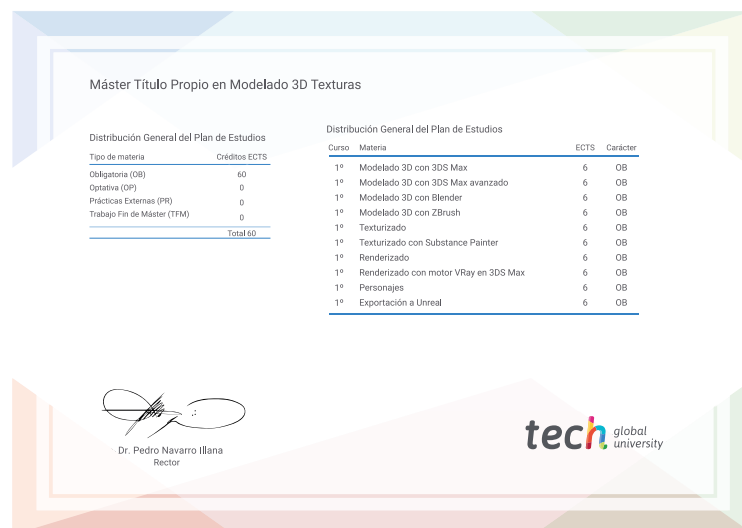 Máster Título Propio en Modelado 3D Texturas
Distribución General del Plan de Estudios
Tipo de materia Créditos ECTS
Obligatoria (OB) 60
Optativa (OP) 0
Prácticas Externas (PR) 0
Trabajo Fin de Máster (TFM) 0
Total 60
Distribución General del Plan de Estudios
Curso Materia ECTS Carácter
1º Modelado 3D con 3DS Max 6 OB
1º Modelado 3D con 3DS Max avanzado 6 OB
1º Modelado 3D con Blender 6 OB
1º Modelado 3D con ZBrush 6 OB
1º Texturizado 6 OB
1º Texturizado con Substance Painter 6 OB
1º Renderizado 6 OB
1º Renderizado con motor VRay en 3DS Max 6 OB
1º Personajes 6 OB
1º Exportación a Unreal 6 OB
Dr. Pedro Navarro Illana
Rector
tech global
university